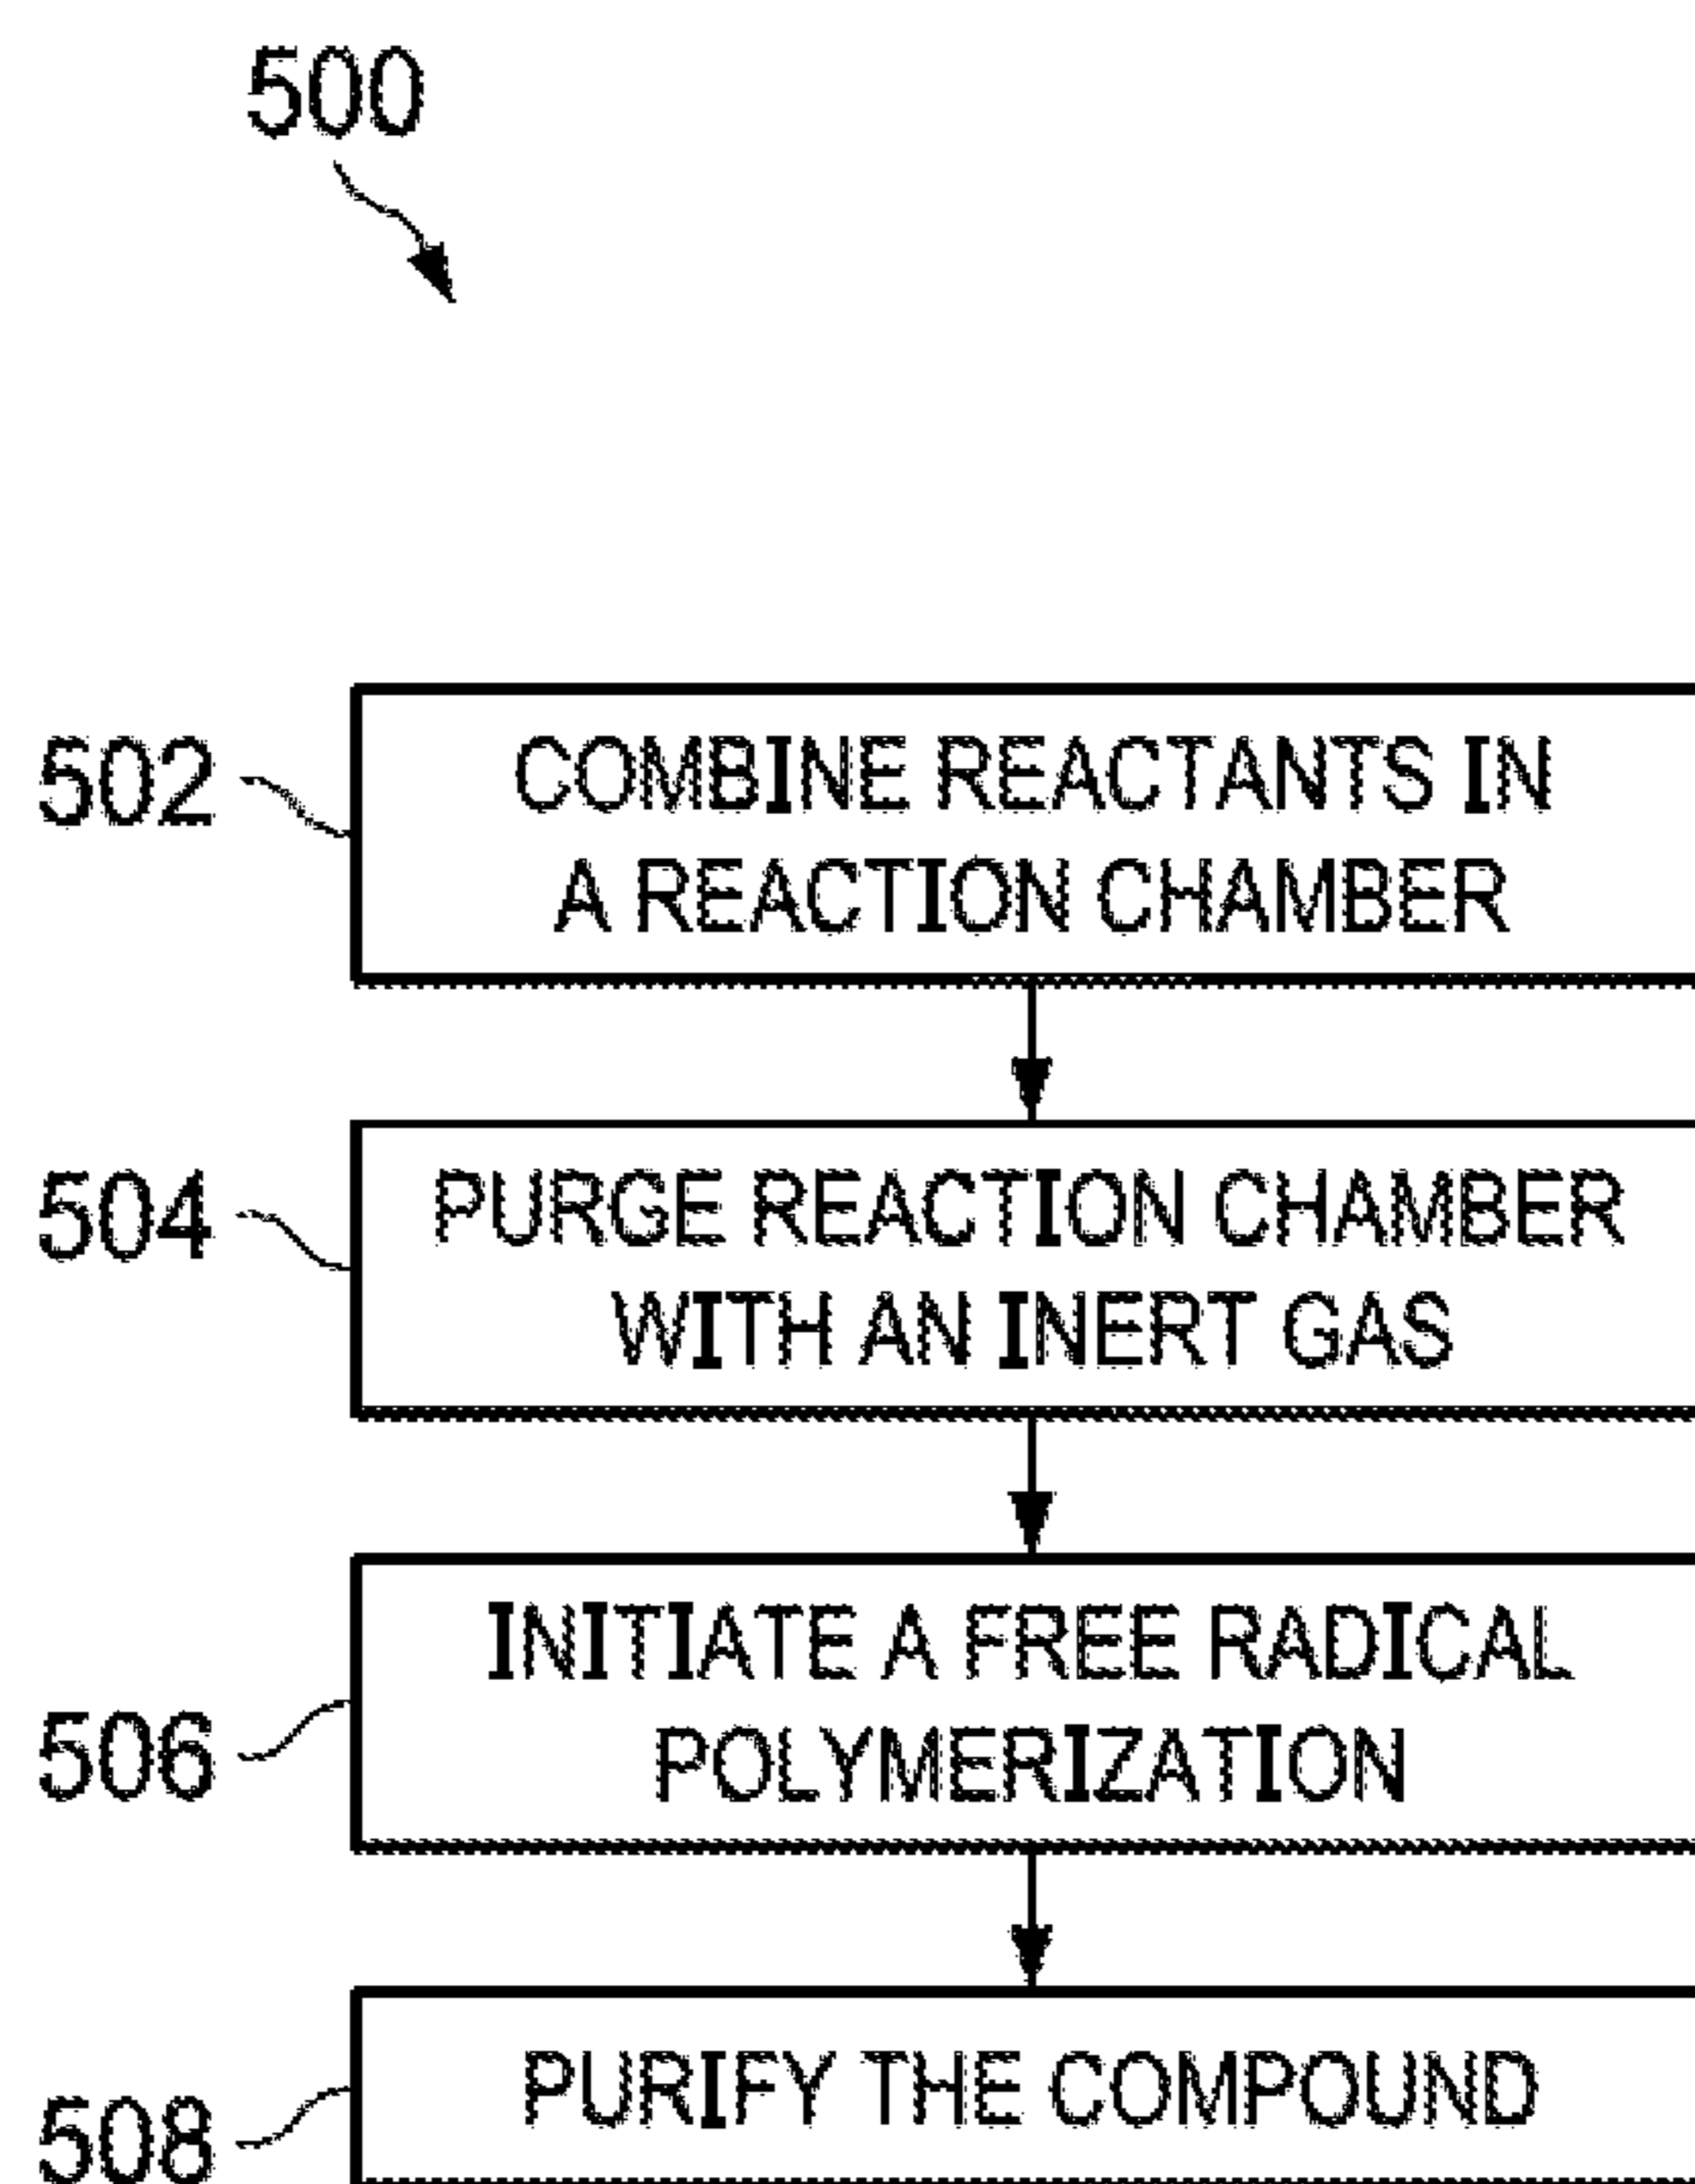 500
502
COMBINE REACTANTS IN
A REACTION CHAMBER
504
PURGE REACTION CHAMBER
WITH AN INERT GAS
506
INITIATE A FREE RADICAL
POLYMERIZATION
508
PURIFY THE COMPOUND